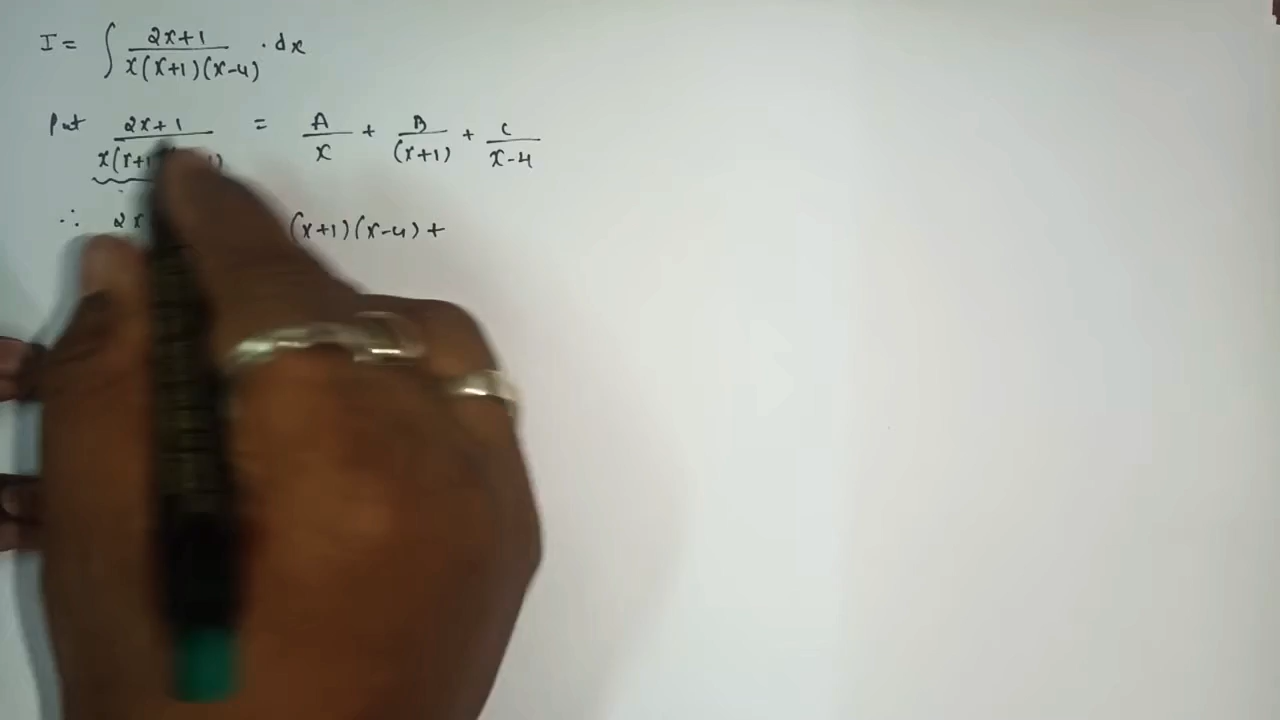 I = ∫ 2x+1 / x(x+1)(x-4) · dx
Put 2x+1 / x(x+1 = A / x + B / (x+1) + C / x-4
∴ 2x (x+1)(x-4) +